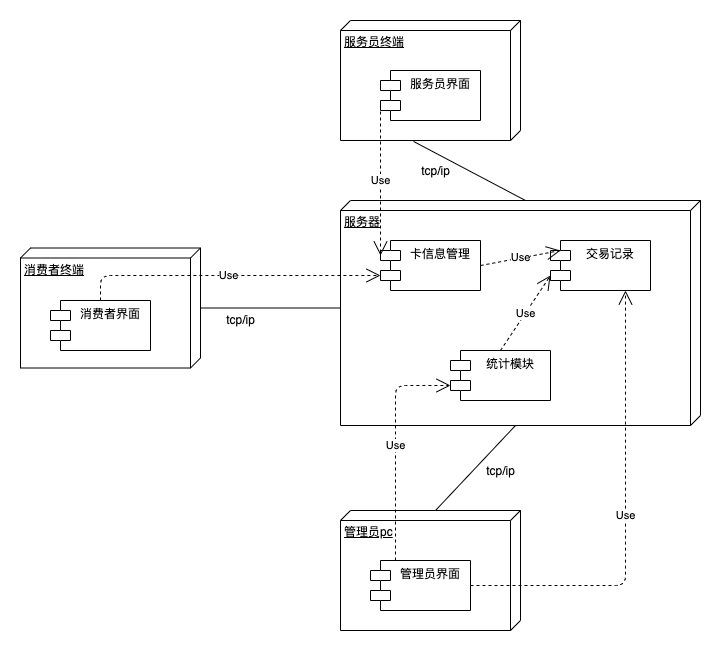 服务员终端
服务员界面
tcp/ip
Use
服务器
卡信息管理
Use
交易记录
消费者终端
Use
消费者界面
tcp/ip
Use
统计模块
Use
tcp/ip
Use
管理员pc
管理员界面